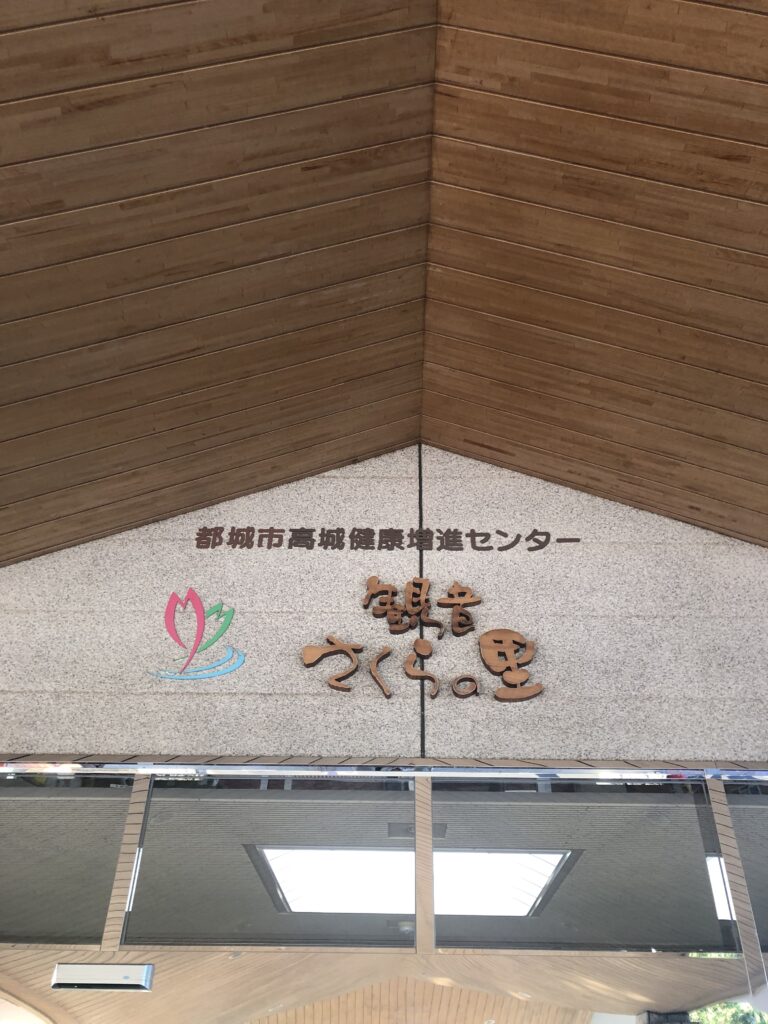 都城市高城健康増進センター
観音
さくらの里